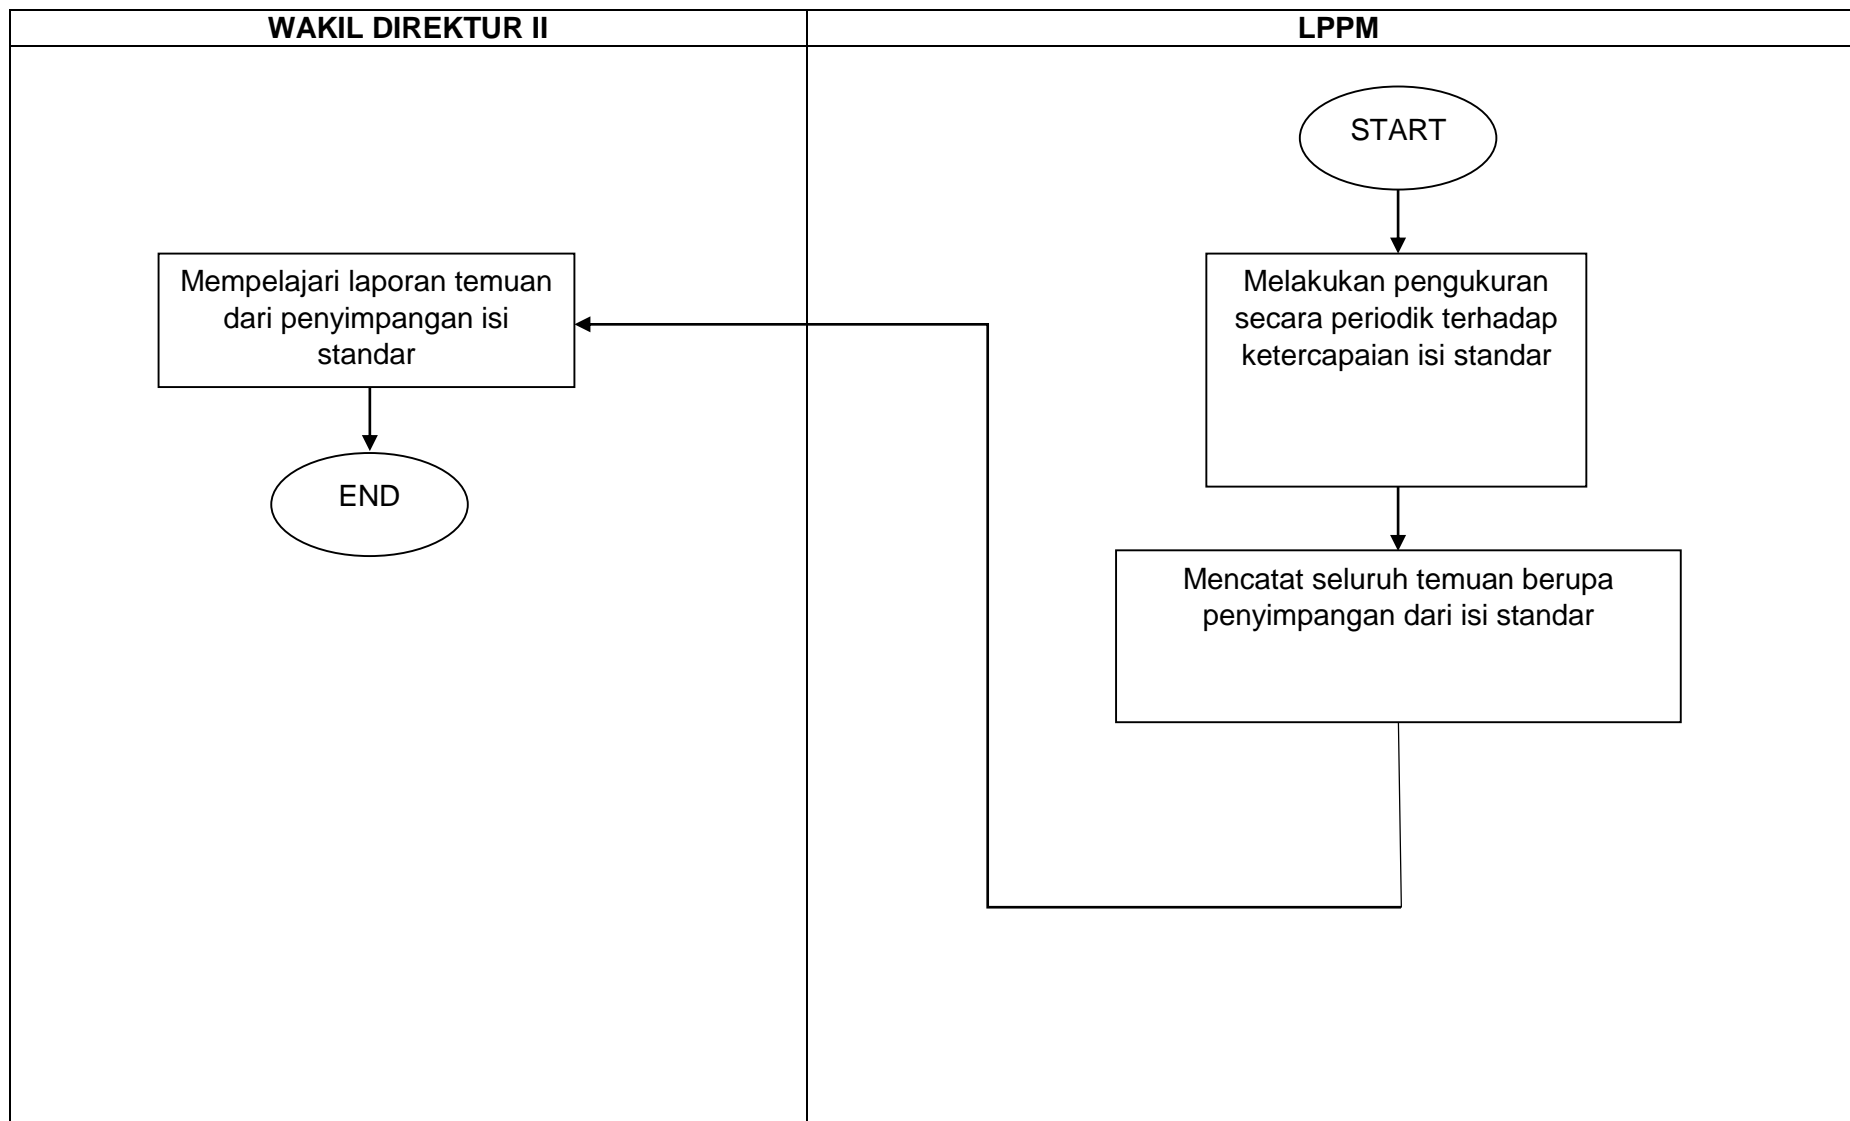 WAKIL DIREKTUR II
LPPM
START
Melakukan pengukuran
secara periodik terhadap
ketercapaian isi standar
Mencatat seluruh temuan berupa
penyimpangan dari isi standar
Mempelajari laporan temuan
dari penyimpangan isi
standar
END